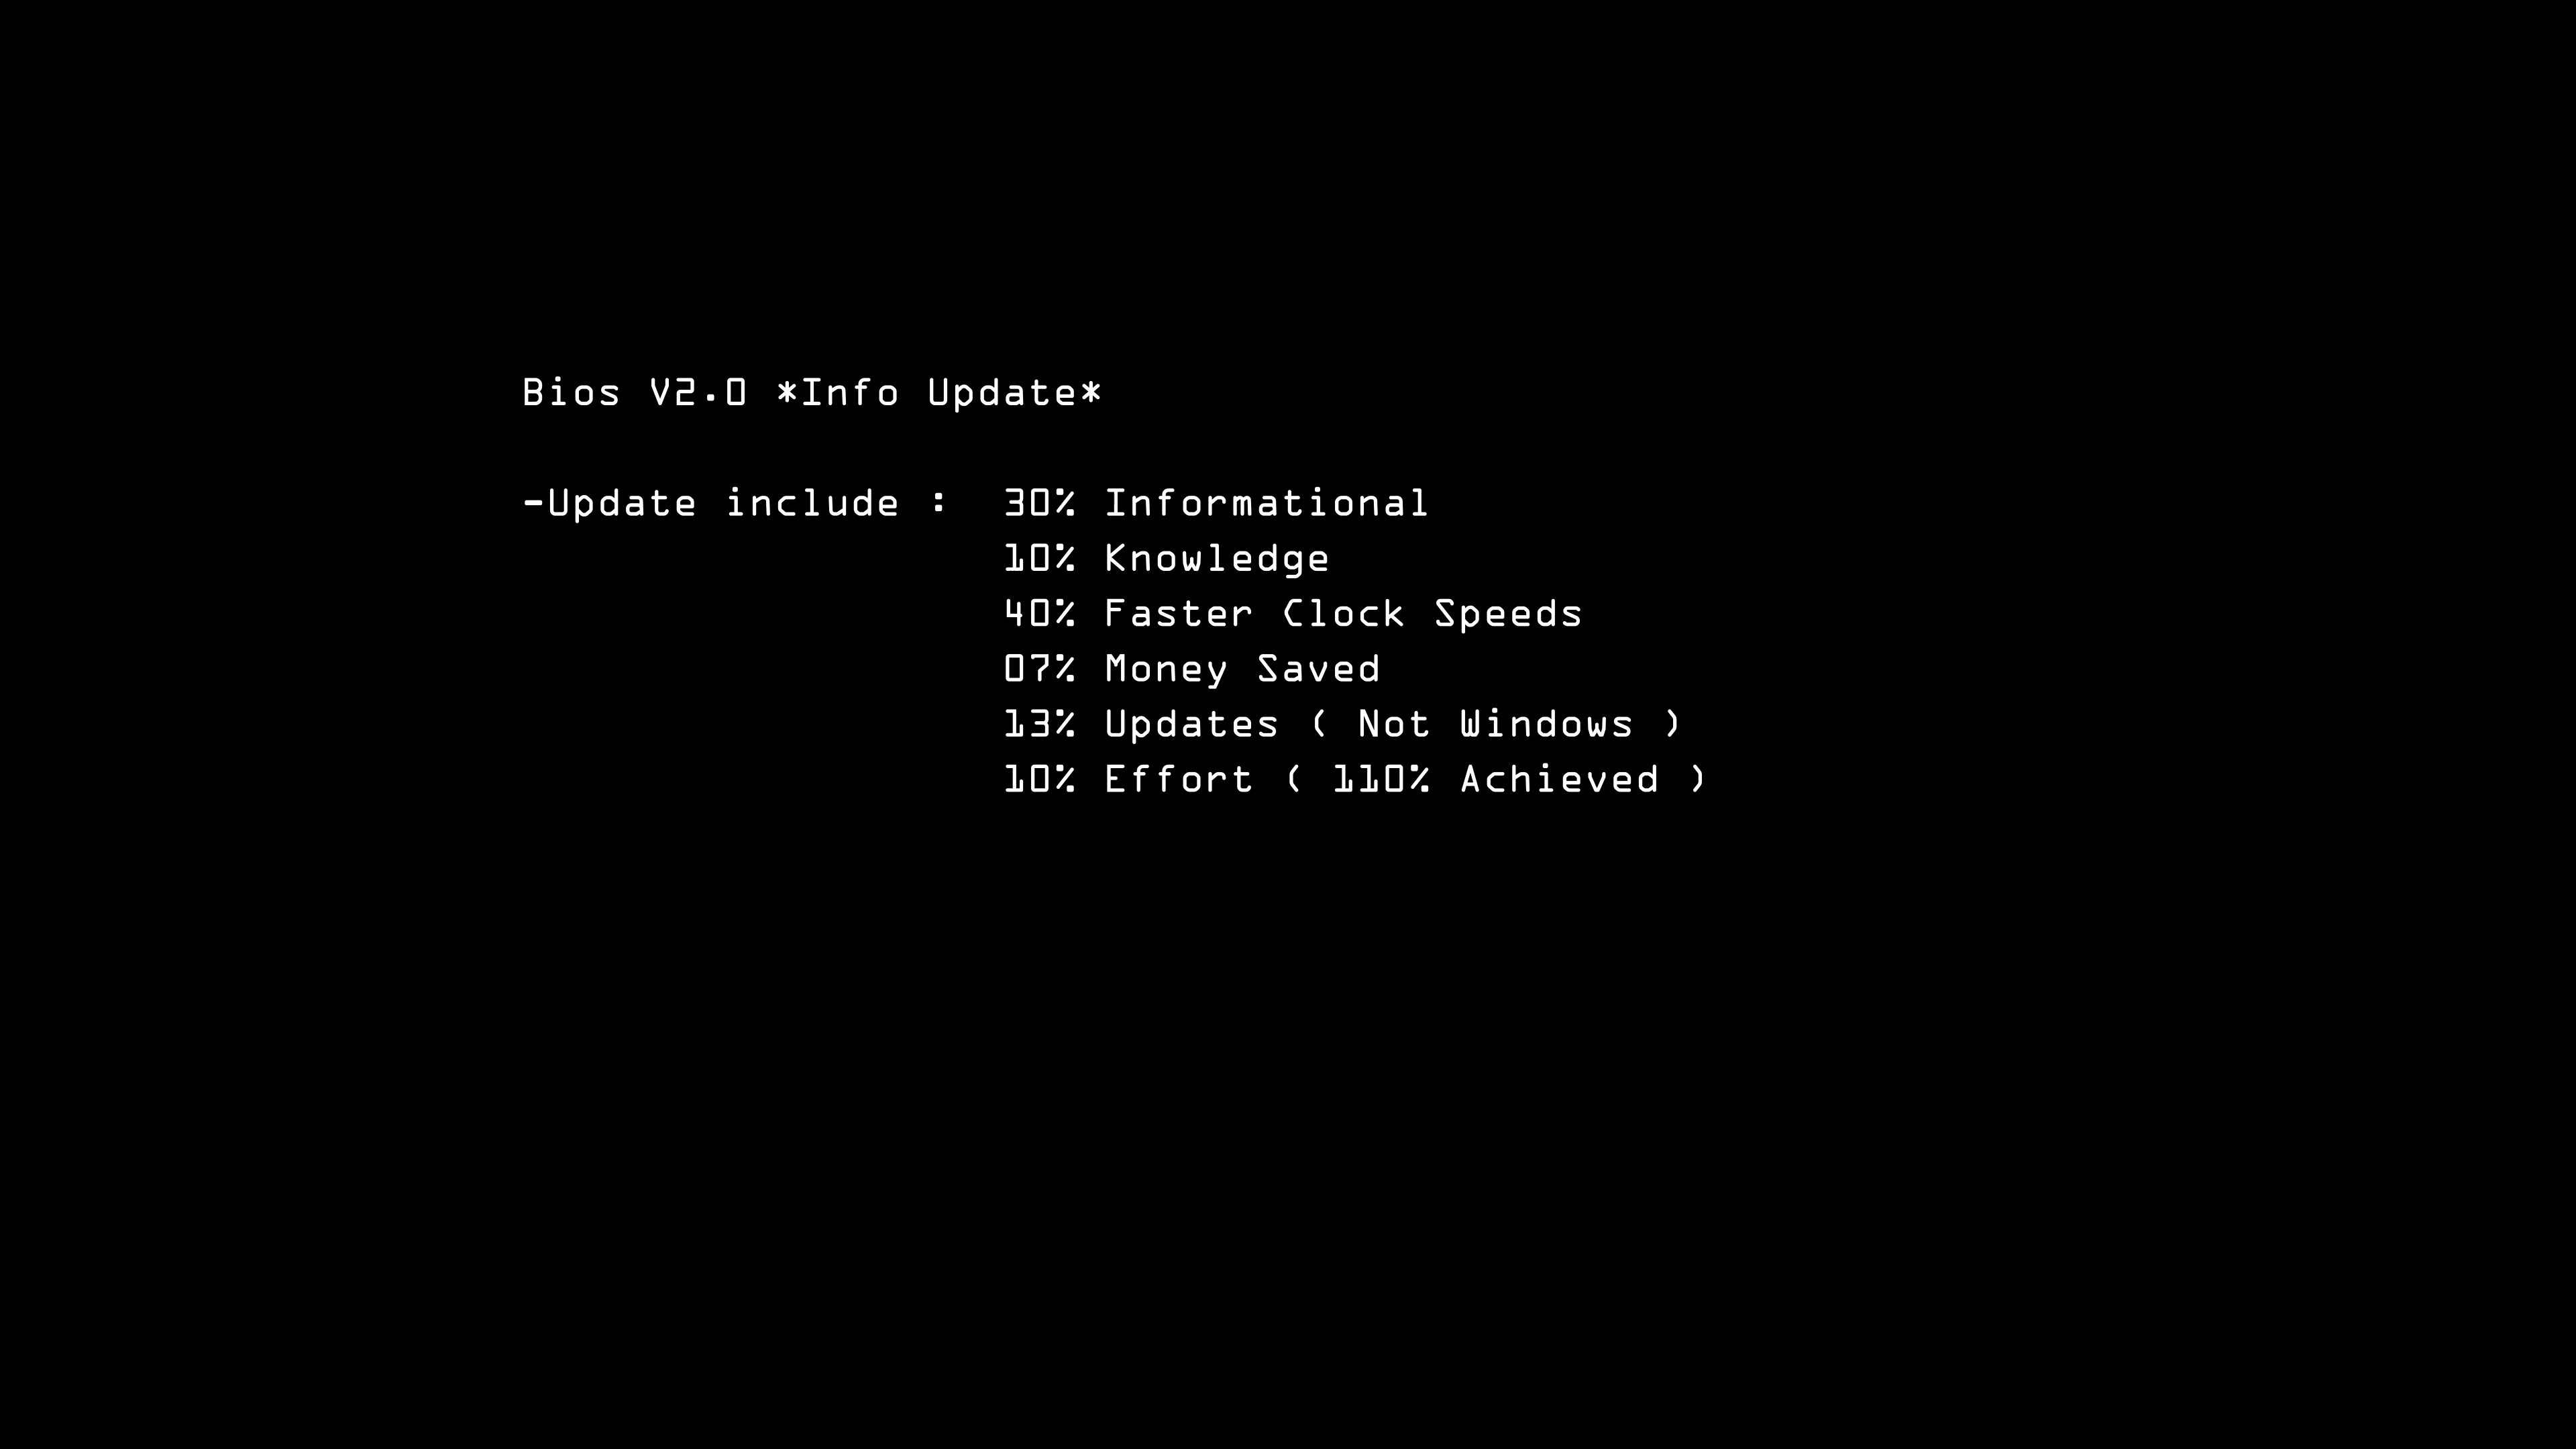 Bios V2.0 *Info Update*
-Update include : 30% Informational
10% Knowledge
40% Faster Clock Speeds
07% Money Saved
13% Updates ( Not Windows )
10% Effort ( 110% Achieved )